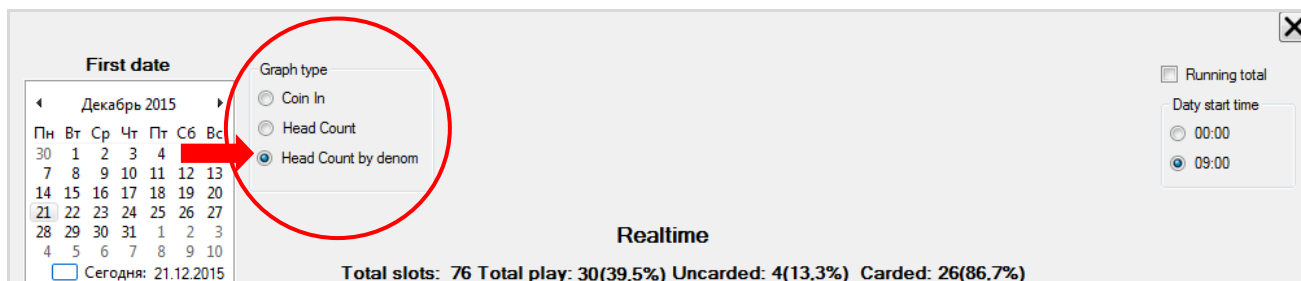 First date
Декабрь 2015
Пн Вт Ср Чт Пт Сб Вс
30 1 2 3 4
7 8 9 10 11 12 13
14 15 16 17 18 19 20
21 22 23 24 25 26 27
28 29 30 31 1 2 3
4 5 6 7 8 9 10
Сегодня: 21.12.2015
Graph type
Coin In
Head Count
Head Count by denom
Running total
Daty start time
00:00
09:00
Realtime
Total slots: 76 Total play: 30(39,5%) Uncarded: 4(13,3%) Carded: 26(86,7%)